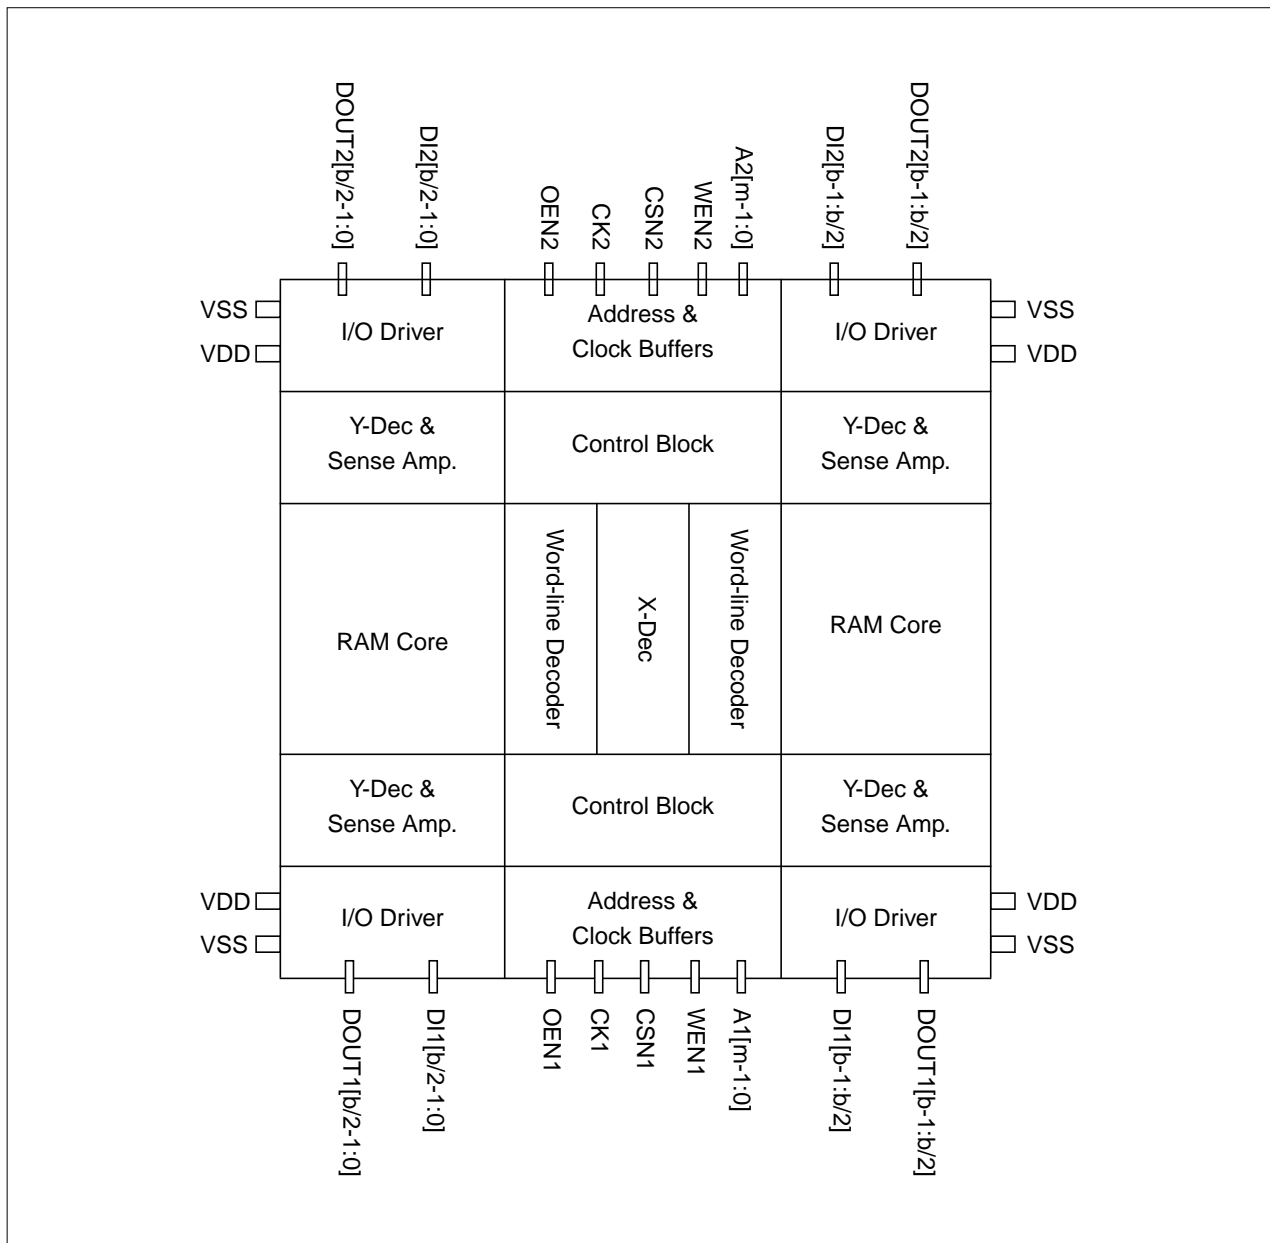 DOUT2[b/2-1:0]
DI2[b/2-1:0]
OEN2
CK2
CSN2
WEN2
A2[m-1:0]
DI2[b-1:b/2]
DOUT2[b-1:b/2]
VSS
VDD
I/O Driver
Address &
Clock Buffers
I/O Driver
VSS
VDD
Y-Dec &
Sense Amp.
Control Block
Y-Dec &
Sense Amp.
RAM Core
Word-line Decoder
X-Dec
Word-line Decoder
RAM Core
Y-Dec &
Sense Amp.
Control Block
Y-Dec &
Sense Amp.
VDD
VSS
I/O Driver
Address &
Clock Buffers
I/O Driver
VDD
VSS
DOUT1[b/2-1:0]
DI1[b/2-1:0]
OEN1
CK1
CSN1
WEN1
A1[m-1:0]
DI1[b-1:b/2]
DOUT1[b-1:b/2]